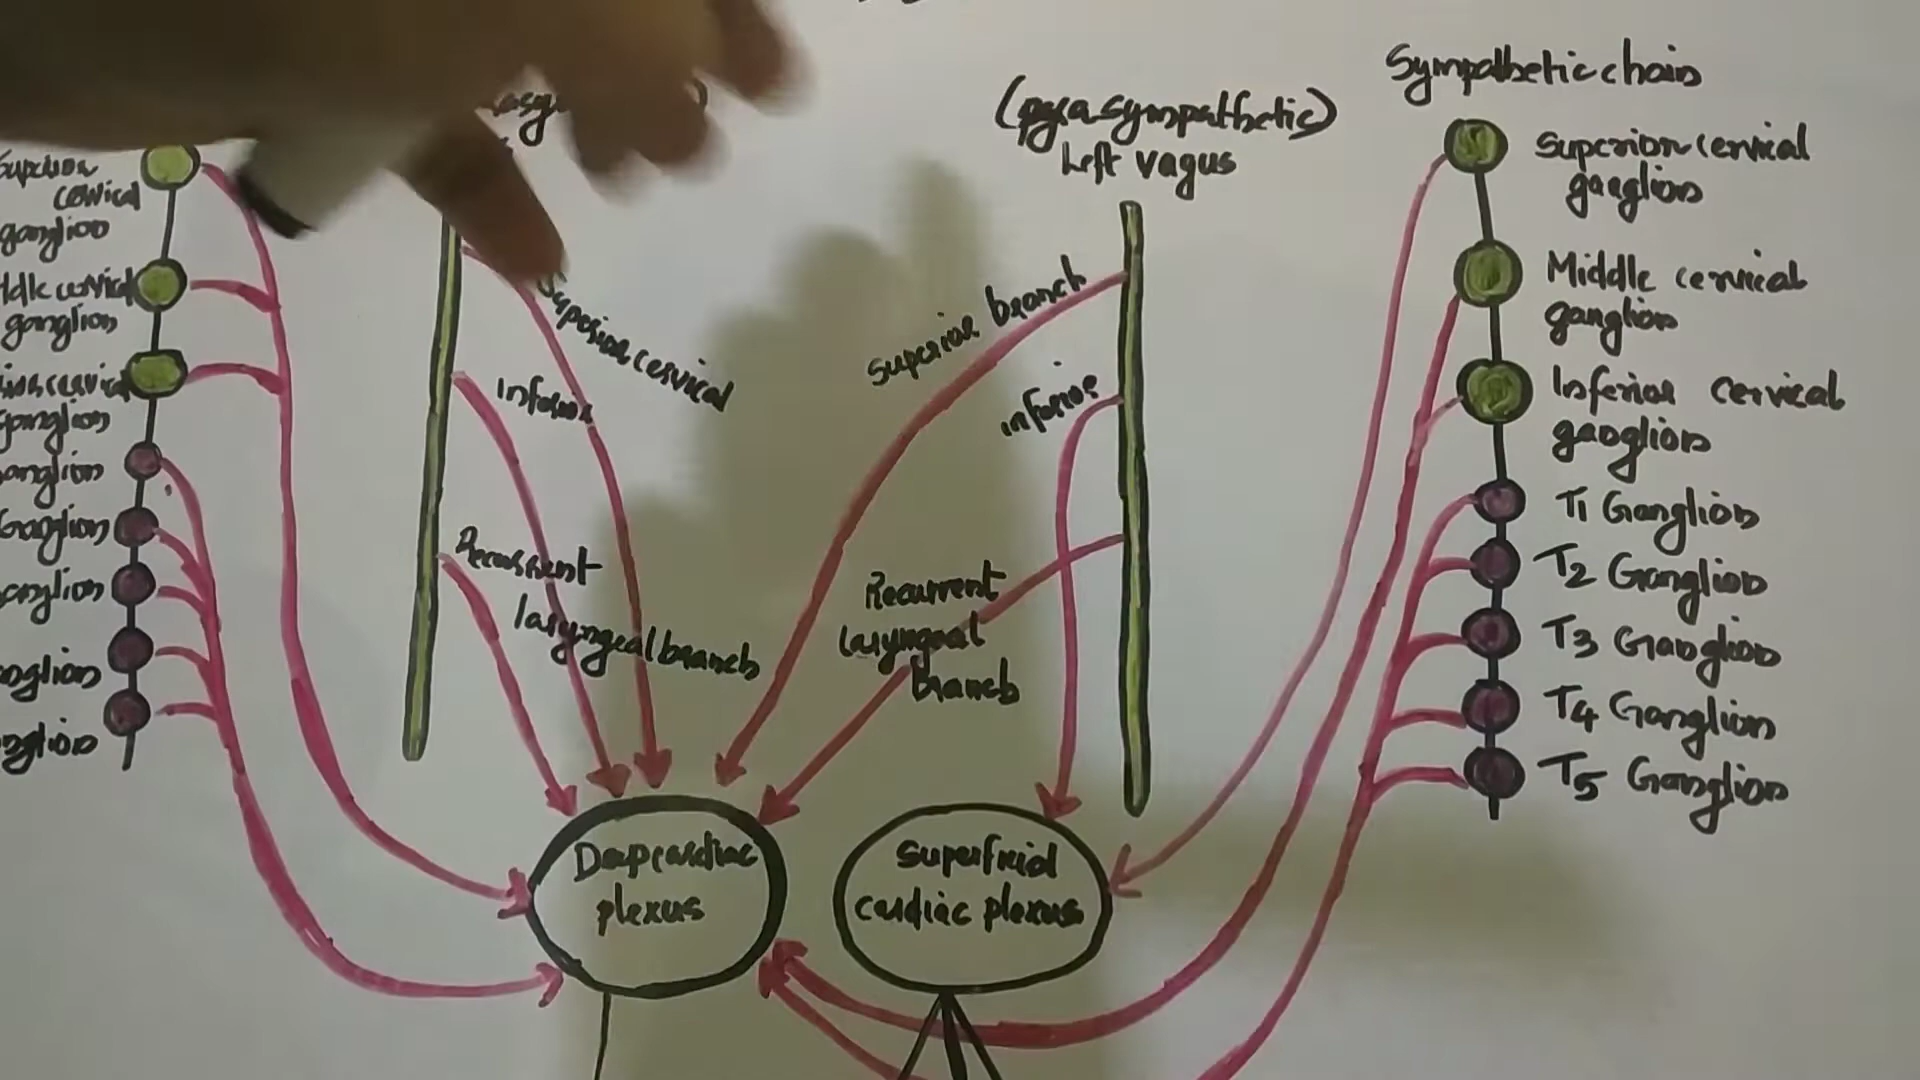 Sympathetic chain
(parasympathetic)
Left vagus
Superior
cervical
ganglion
cervical
ganglion
ganglion
ganglion
Ganglion
Superior cervical
Inferior
Recurrent
laryngeal branch
Superior branch
inferior
Recurrent
laryngeal
branch
Superior cervical
ganglion
Middle cervical
ganglion
Inferior cervical
ganglion
T1 Ganglion
T2 Ganglion
T3 Ganglion
T4 Ganglion
T5 Ganglion
Deep cardiac
plexus
Superficial
cardiac plexus